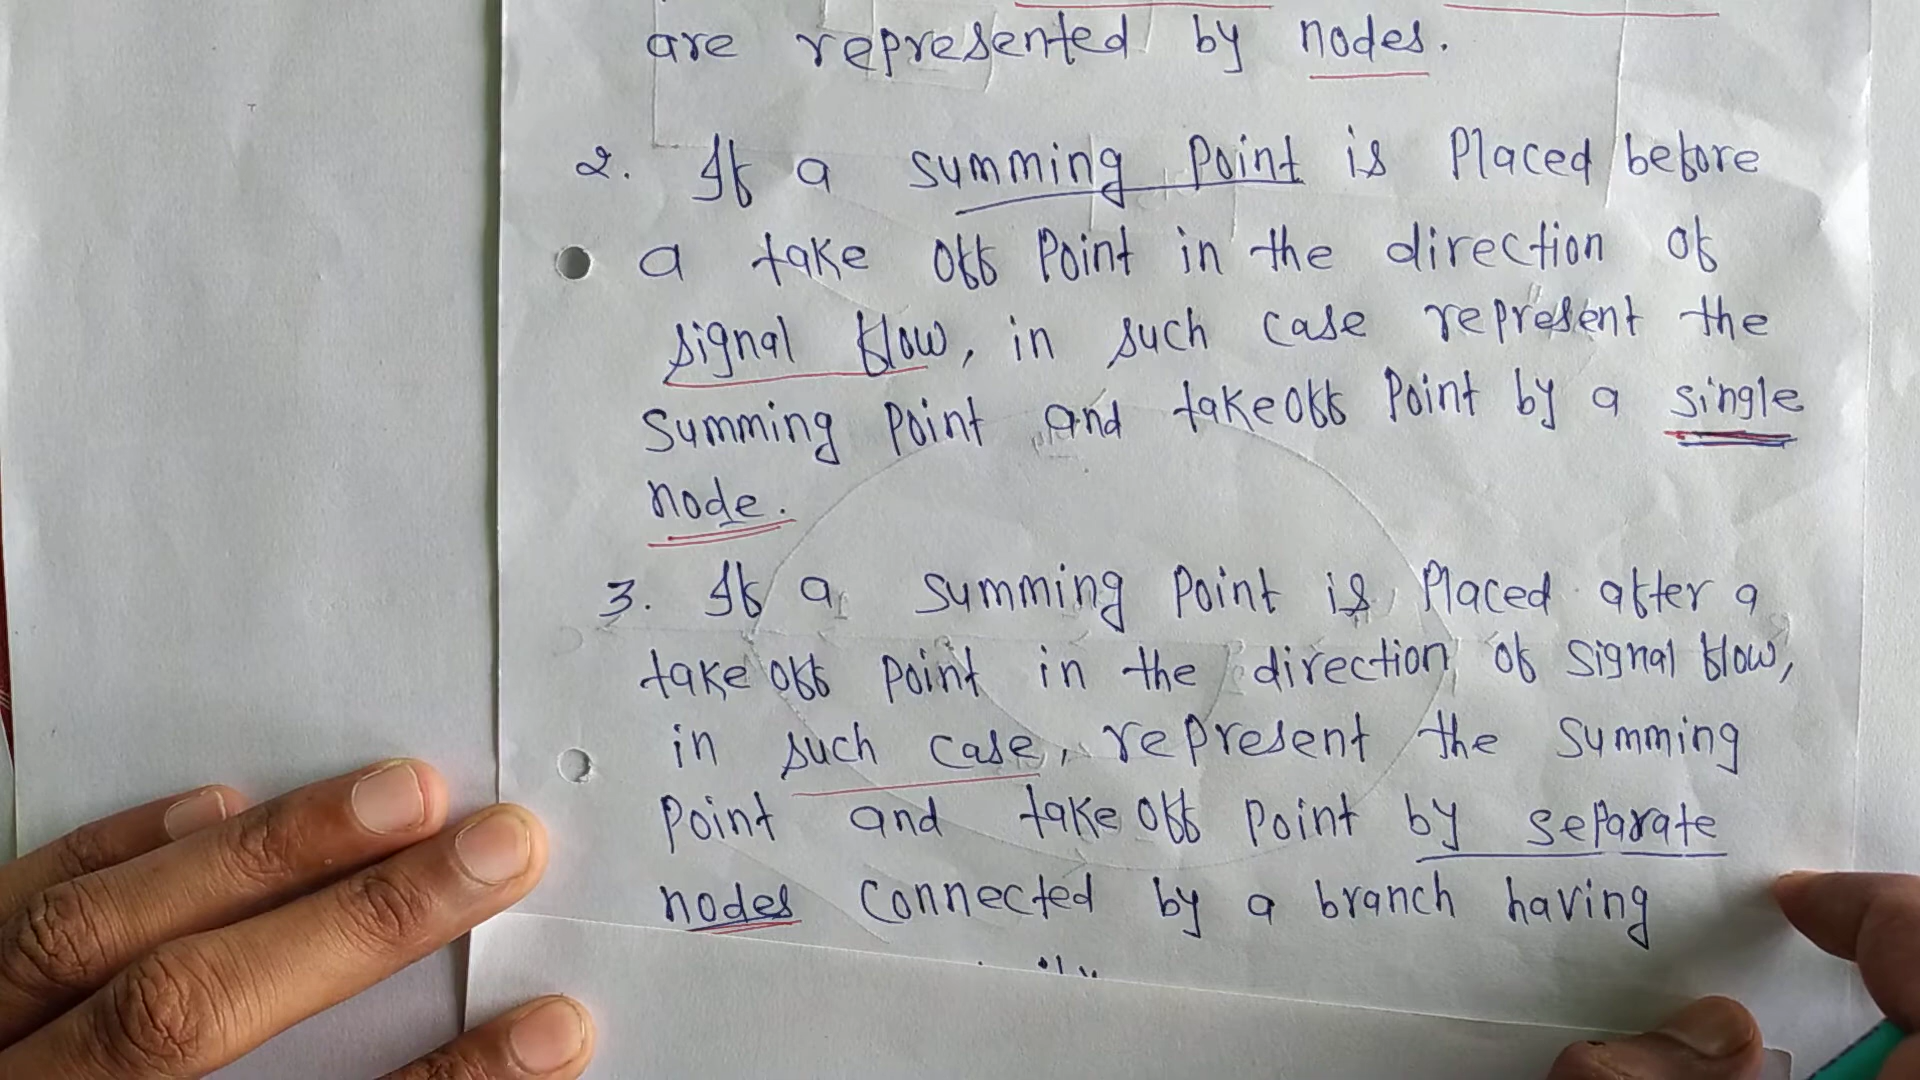 are represented by nodes.
2. If a summing Point is Placed before
a take off Point in the direction of
signal flow, in such case represent the
summing Point and takeoff Point by a single
node.
3. If a summing Point is Placed after a
take off Point in the direction of signal flow,
in such case, represent the summing
Point and take off Point by separate
nodes connected by a branch having